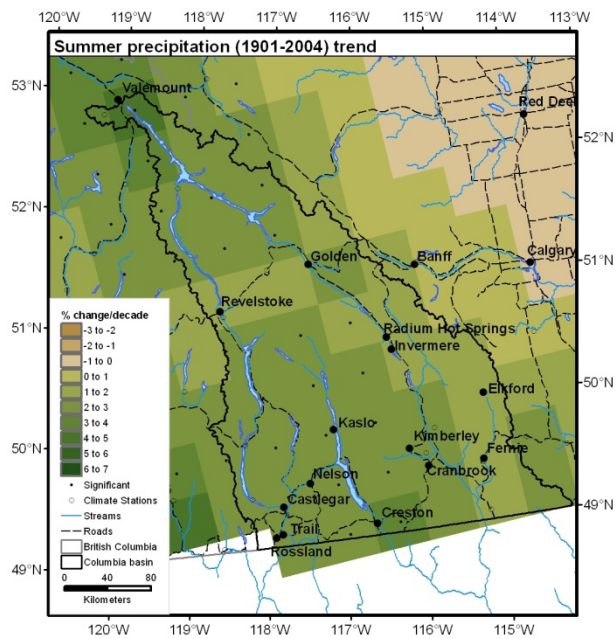 119°W 118°W 117°W 116°W 115°W 114°W 113°W
Summer precipitation (1901-2004) trend
53°N
Valemount
Red Deer
52°N
52°N
Golden
Banff
Calgary
51°N
Revelstoke
51°N
Radium Hot Springs
Invermere
Elkford
50°N
Kaslo
50°N
Kimberley
Fernie
Cranbrook
Nelson
Castlegar
Creston
49°N
Trail
Rossland
49°N
% change/decade
-3 to -2
-2 to -1
-1 to 0
0 to 1
1 to 2
2 to 3
3 to 4
4 to 5
5 to 6
6 to 7
Significant
Climate Stations
Streams
Roads
British Columbia
Columbia basin
0 40 80
Kilometers
120°W 119°W 118°W 117°W 116°W 115°W 114°W